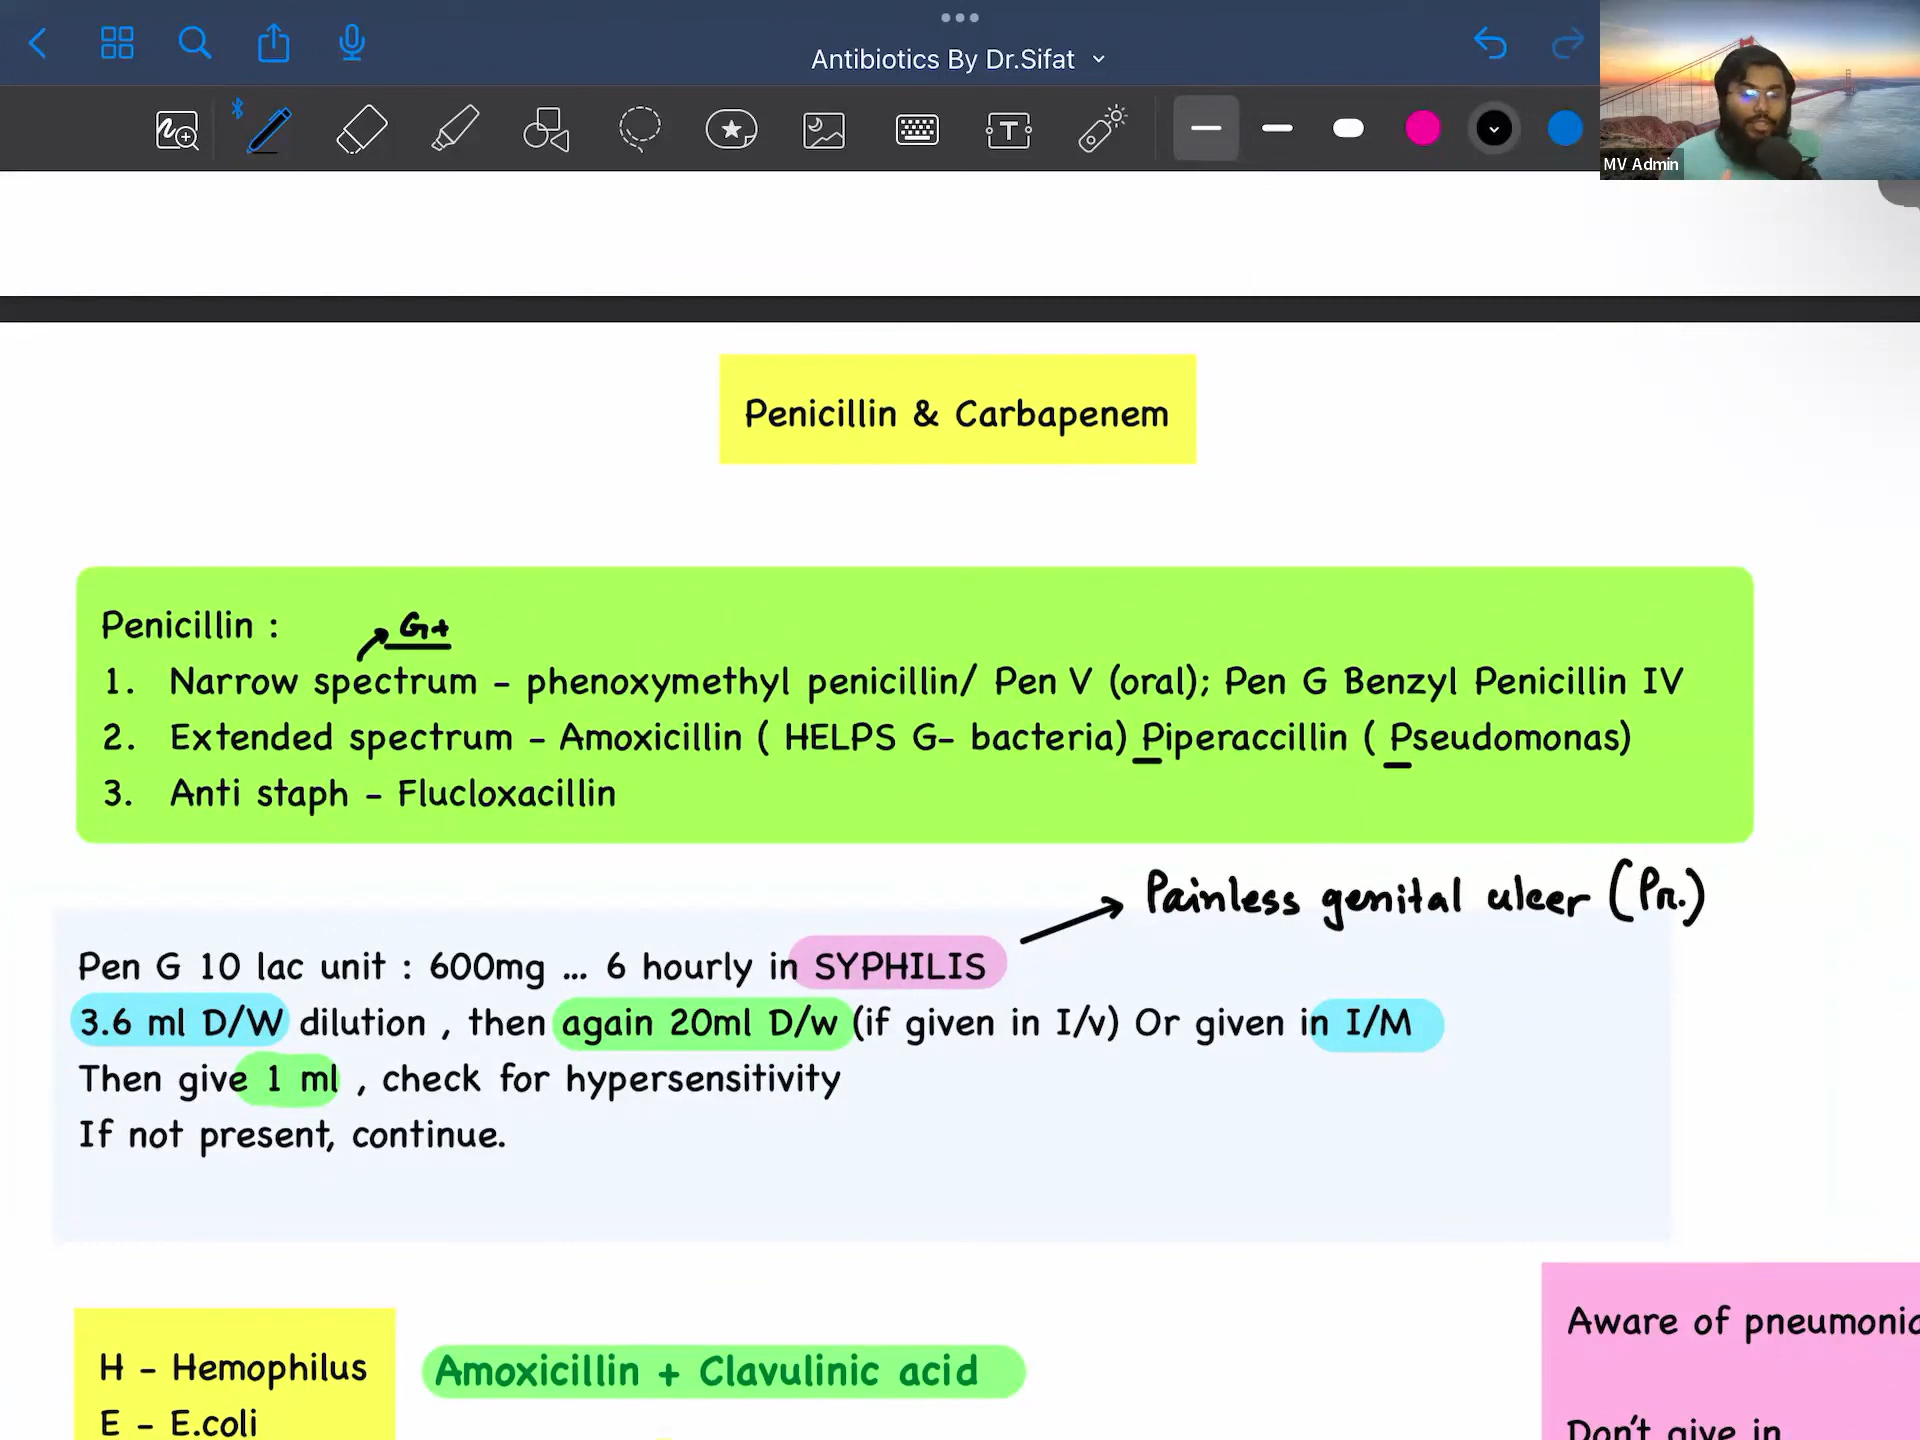 Antibiotics By Dr.Sifat
MV Admin
Penicillin & Carbapenem
Penicillin :
G+
1. Narrow spectrum - phenoxymethyl penicillin/ Pen V (oral); Pen G Benzyl Penicillin IV
2. Extended spectrum - Amoxicillin ( HELPS G- bacteria) Piperaccillin ( Pseudomonas)
3. Anti staph - Flucloxacillin
Painless genital ulcer (Pr.)
Pen G 10 lac unit : 600mg ... 6 hourly in SYPHILIS
3.6 ml D/W dilution , then again 20ml D/w (if given in I/v) Or given in I/M
Then give 1 ml , check for hypersensitivity
If not present, continue.
H - Hemophilus
E - E.coli
Amoxicillin + Clavulinic acid
Aware of pneumonia
Don't give in